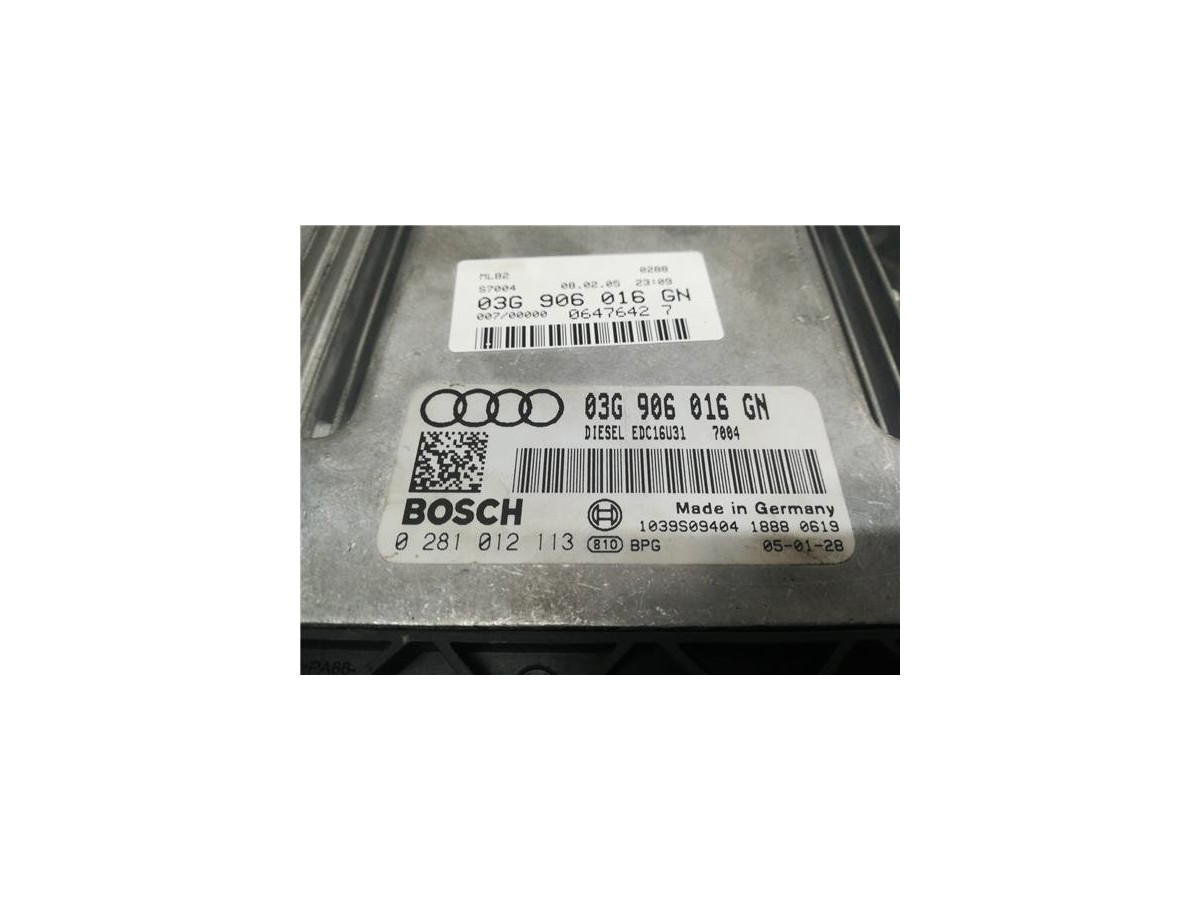 MLB2 0288
S7004 08.02.05 23:09
03G 906 016 GN
007/00000 0647642 7
03G 906 016 GN
DIESEL EDC16U31 7004
BOSCH
Made in Germany
1039S09404 1888 0619
0 281 012 113 810 BPG 05-01-28
PA66-